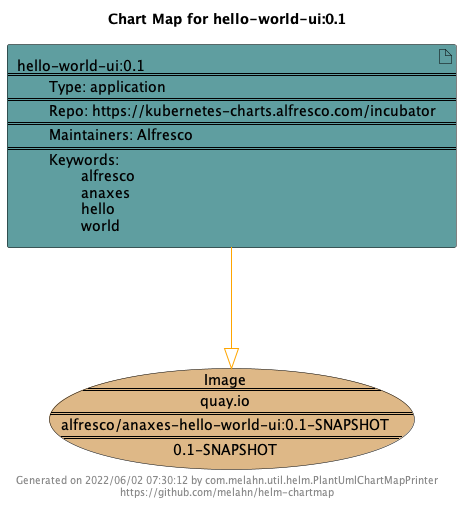 Chart Map for hello-world-ui:0.1
hello-world-ui:0.1
Type: application
Repo: https://kubernetes-charts.alfresco.com/incubator
Maintainers: Alfresco
Keywords:
alfresco
anaxes
hello
world
Image
quay.io
alfresco/anaxes-hello-world-ui:0.1-SNAPSHOT
0.1-SNAPSHOT
Generated on 2022/06/02 07:30:12 by com.melahn.util.helm.PlantUmlChartMapPrinter
https://github.com/melahn/helm-chartmap